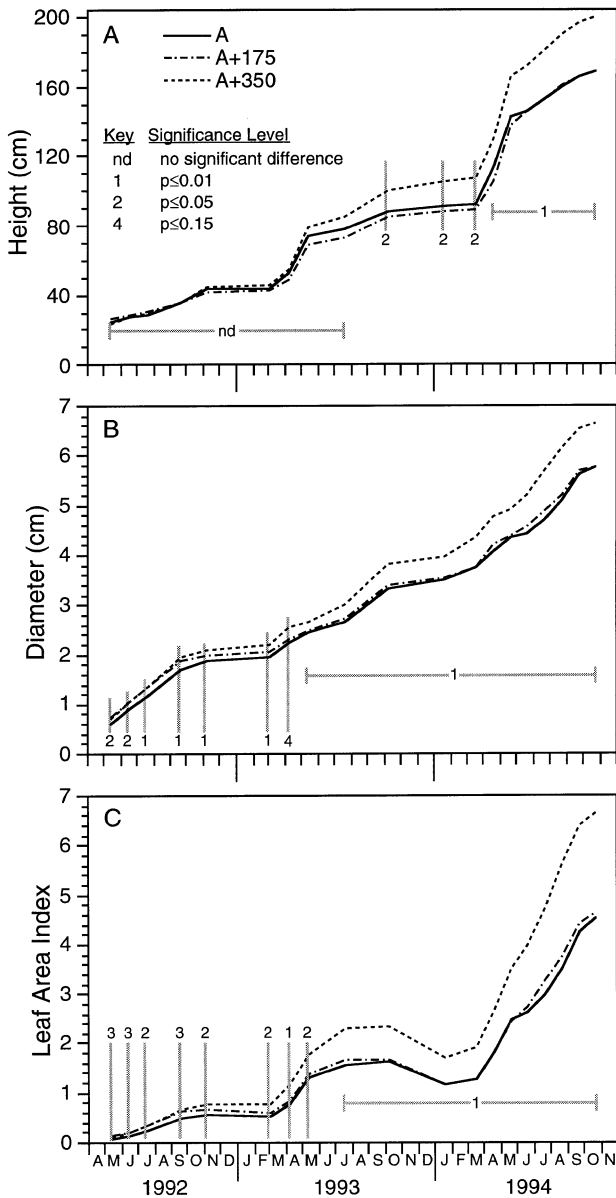 A
A
A+175
A+350
Key Significance Level
nd no significant difference
1 p≤0.01
2 p≤0.05
4 p≤0.15
Height (cm)
200
160
120
80
40
0
nd
2 2 2
1
B
Diameter (cm)
7
6
5
4
3
2
1
0
2 2 1 1 1 1 4
1
C
Leaf Area Index
7
6
5
4
3
2
1
0
3 3 2 3 2 2 1 2
1
A M J J A S O N D J F M A M J J A S O N D J F M A M J J A S O N
1992 1993 1994